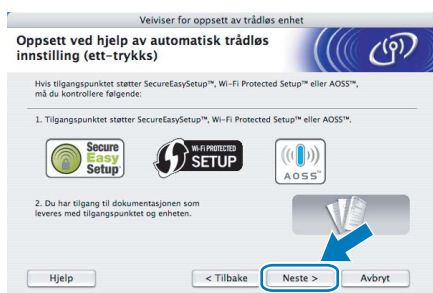 Veiviser for oppsett av trådløs enhet
Oppsett ved hjelp av automatisk trådløs
innstilling (ett-trykks)
Hvis tilgangspunktet støtter SecureEasySetup™, Wi-Fi Protected Setup™ eller AOSS™,
må du kontrollere følgende:
1. Tilgangspunktet støtter SecureEasySetup™, Wi-Fi Protected Setup™ eller AOSS™.
Secure
Easy
Setup
WI-FI PROTECTED
SETUP
AOSS™
2. Du har tilgang til dokumentasjonen som
leveres med tilgangspunktet og enheten.
Hjelp
< Tilbake
Neste >
Avbryt